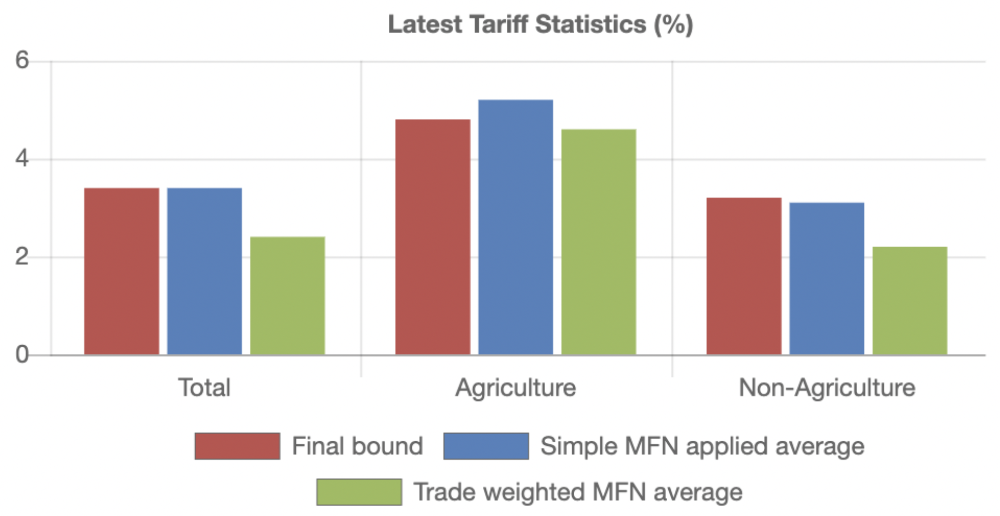 Latest Tariff Statistics (%)
6
4
2
0
Total Agriculture Non-Agriculture
Final bound Simple MFN applied average
Trade weighted MFN average